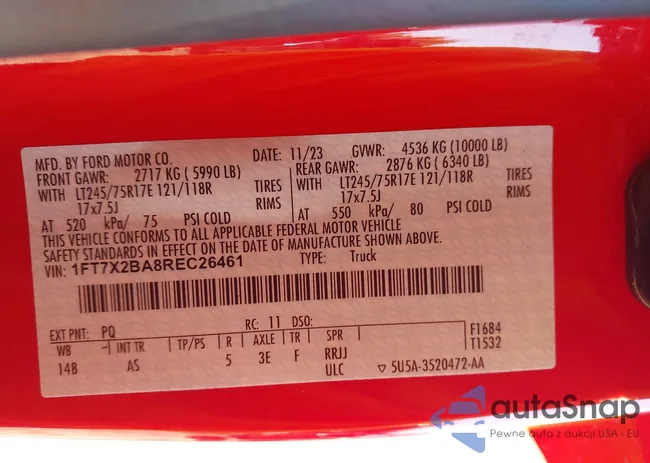 MFD. BY FORD MOTOR CO. DATE: 11/23 GVWR: 4536 KG (10000 LB)
FRONT GAWR: 2717 KG (5990 LB) REAR GAWR: 2876 KG (6340 LB)
WITH LT245/75R17E 121/118R TIRES WITH LT245/75R17E 121/118R TIRES
17x7.5J RIMS 17x7.5J RIMS
AT 520 kPa/ 75 PSI COLD AT 550 kPa/ 80 PSI COLD
THIS VEHICLE CONFORMS TO ALL APPLICABLE FEDERAL MOTOR VEHICLE
SAFETY STANDARDS IN EFFECT ON THE DATE OF MANUFACTURE SHOWN ABOVE.
VIN: 1FT7X2BA8REC26461 TYPE: Truck
EXT PNT: PQ RC: 11 DSO:
WB INT TR TP/PS R AXLE TR SPR F1684
148 AS 5 3E F RRJJ T1532
ULC 5U5A-3520472-AA
autoSnap
Pewne auta z aukcji USA i EU